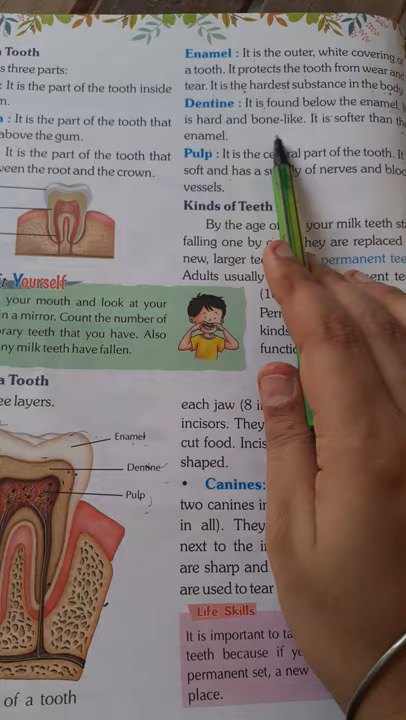 a Tooth
s three parts:
: It is the part of the tooth inside
m.
: It is the part of the tooth that
above the gum.
It is the part of the tooth that
ween the root and the crown.
Yourself
your mouth and look at your
in a mirror. Count the number of
rary teeth that you have. Also
ny milk teeth have fallen.
a Tooth
ee layers.
Enamel
Dentine
Pulp
of a tooth
Enamel : It is the outer, white covering of
a tooth. It protects the tooth from wear and
tear. It is the hardest substance in the body
Dentine : It is found below the enamel. I
is hard and bone-like. It is softer than the
enamel.
Pulp : It is the ce ral part of the tooth. It
soft and has a s y of nerves and bloo
vessels.
Kinds of Teeth
By the age o your milk teeth st
falling one by hey are replaced
new, larger te permanent tee
Adults usually ent te
(1
Per
kinds
functio
each jaw (8 i
incisors. They
cut food. Incis
shaped.
• Canines:
two canines i
in all). They
next to the i
are sharp and
are used to tear
Life Skills
It is important to ta
teeth because if yo
permanent set, a new
place.